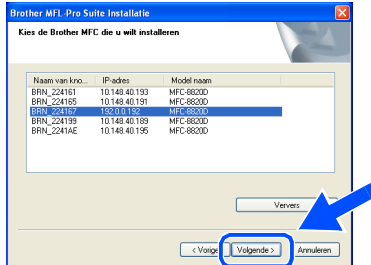 Brother MFL-Pro Suite Installatie
Kies de Brother MFC die u wilt installeren
Naam van kno... IP-adres Model naam
BRN_224161 10.148.40.193 MFC-8820D
BRN_224165 10.148.40.191 MFC-8820D
BRN_224167 192.0.0.192 MFC-8820D
BRN_224199 10.148.40.189 MFC-8820D
BRN_2241AE 10.148.40.195 MFC-8820D
Ververs
< Vorige Volgende > Annuleren